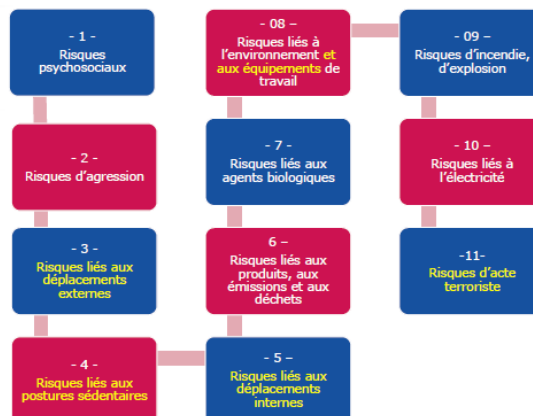 - 1 -
Risques
psychosociaux
- 2 -
Risques d'agression
- 3 -
Risques liés aux
déplacements
externes
- 4 -
Risques liés aux
postures sédentaires
- 5 –
Risques liés aux
déplacements
internes
6 –
Risques liés aux
produits, aux
émissions et aux
déchets
- 7 -
Risques liés aux
agents biologiques
- 08 –
Risques liés à
l'environnement et
aux équipements de
travail
- 09 -
Risques d'incendie,
d'explosion
- 10 –
Risques liés à
l'électricité
-11-
Risques d'acte
terroriste